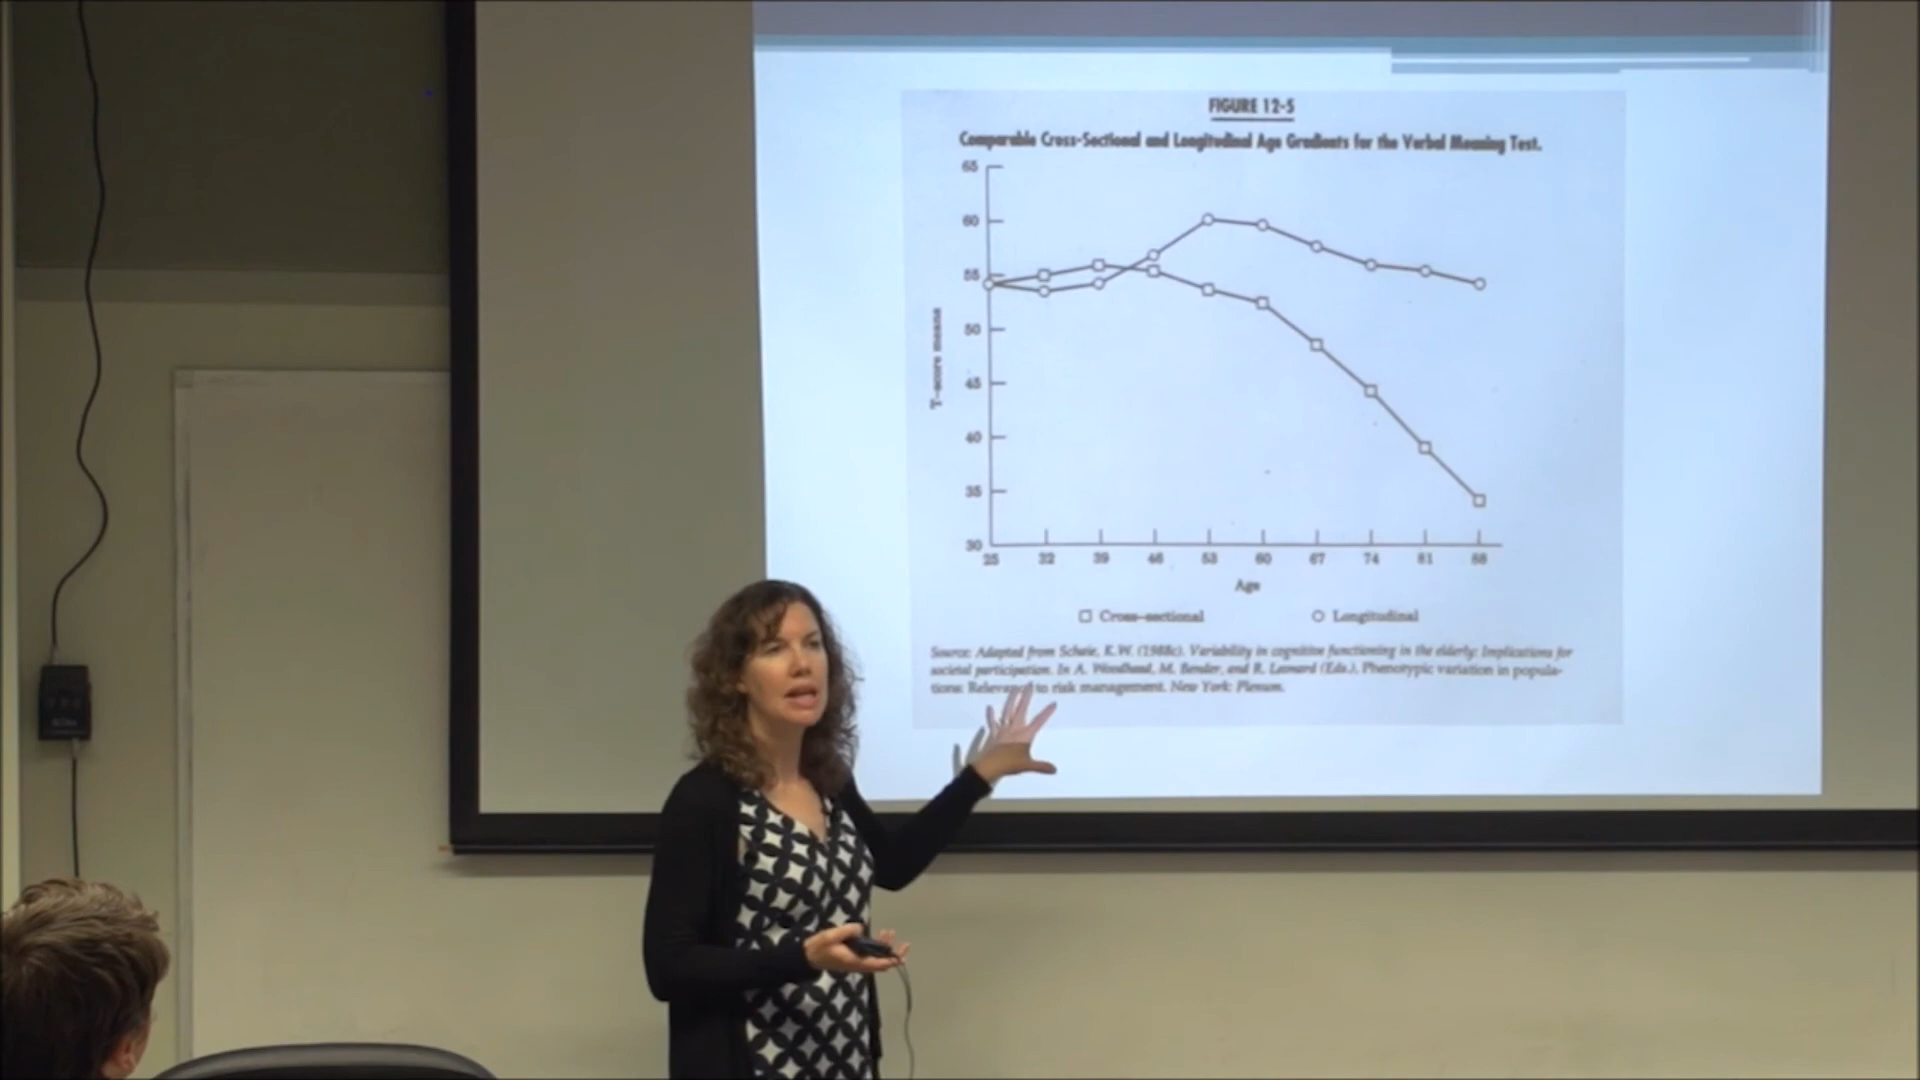 FIGURE 12-5
Comparable Cross-Sectional and Longitudinal Age Gradients for the Verbal Meaning Test.
65
60
55
50
45
40
35
30
T-score means
25 32 39 46 53 60 67 74 81 88
Age
Cross-sectional Longitudinal
Source: Adapted from Schaie, K.W. (1988c). Variability in cognitive functioning in the elderly: Implications for
societal participation. In A. Woodhead, M. Bender, and R. Leonard (Eds.), Phenotypic variation in popula-
tions: Relevance to risk management. New York: Plenum.